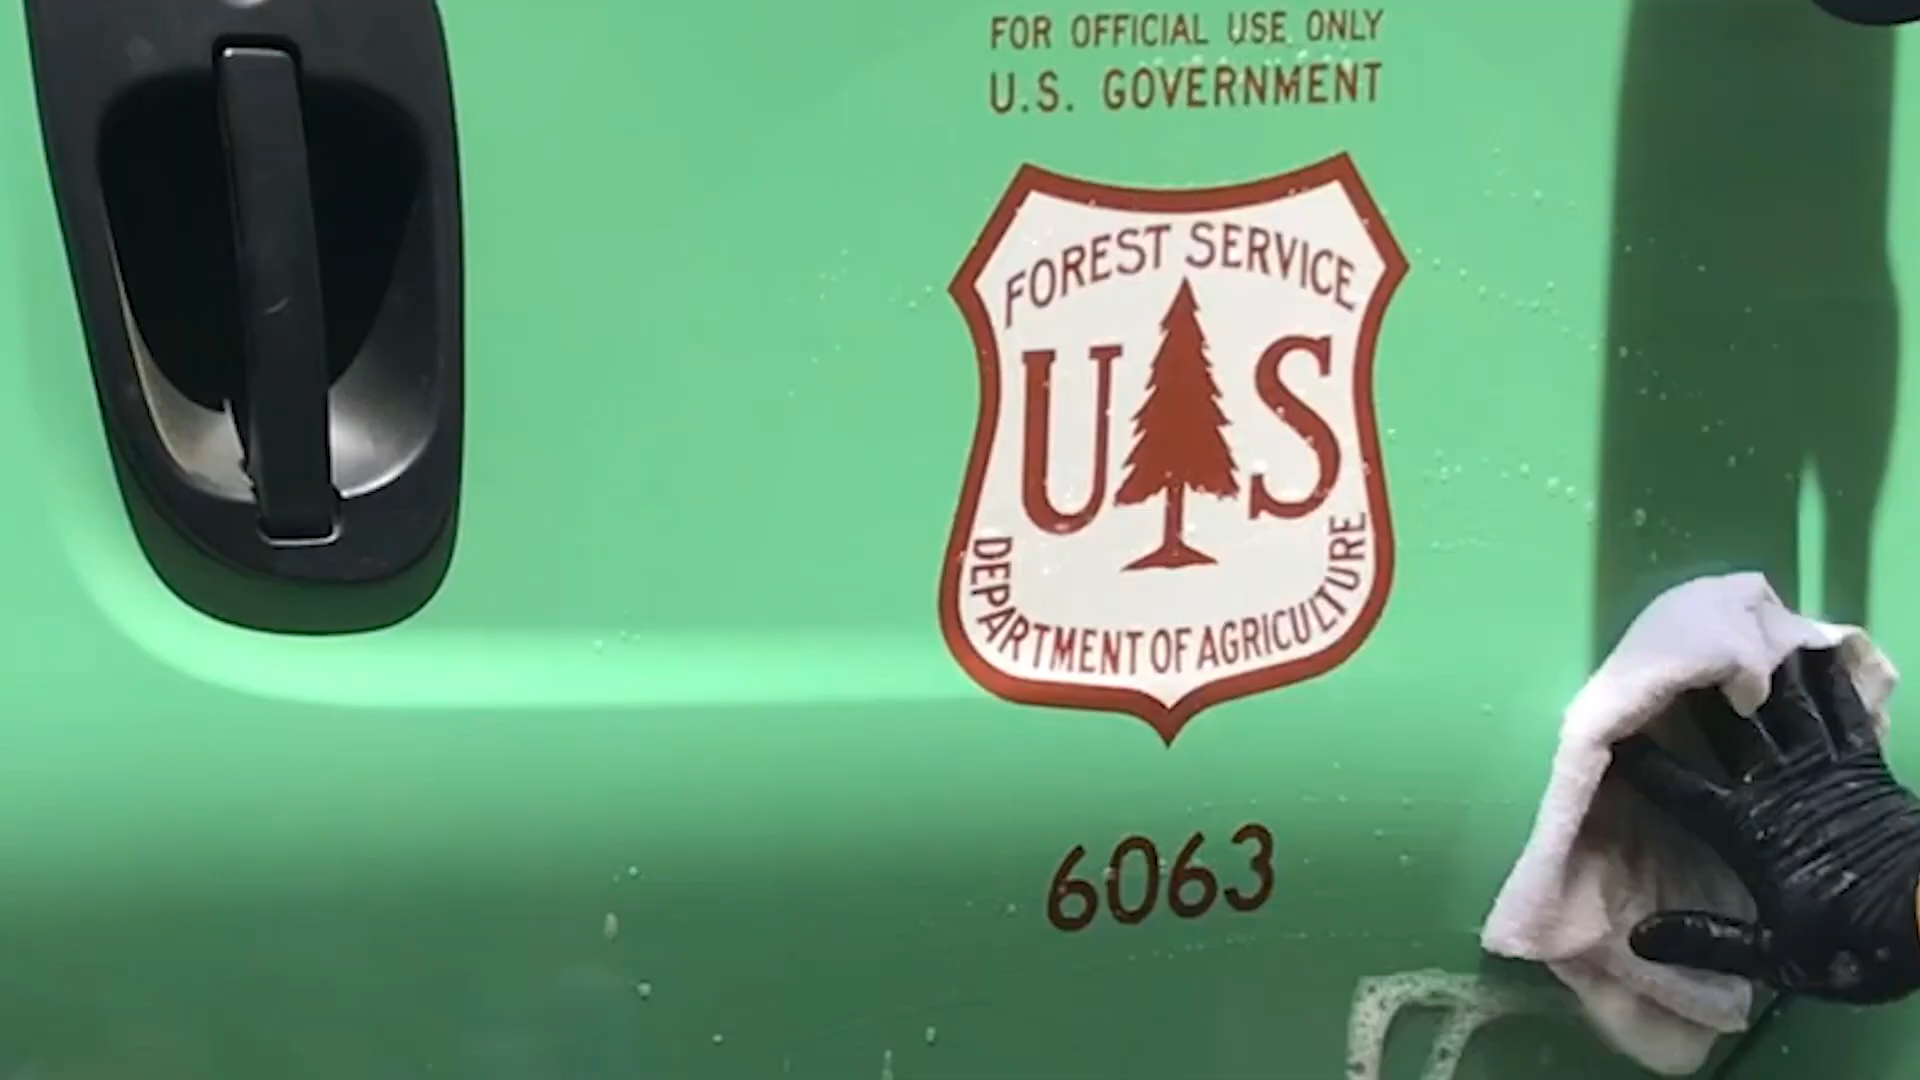 FOR OFFICIAL USE ONLY
U.S. GOVERNMENT
FOREST SERVICE
U S
DEPARTMENT OF AGRICULTURE
6063